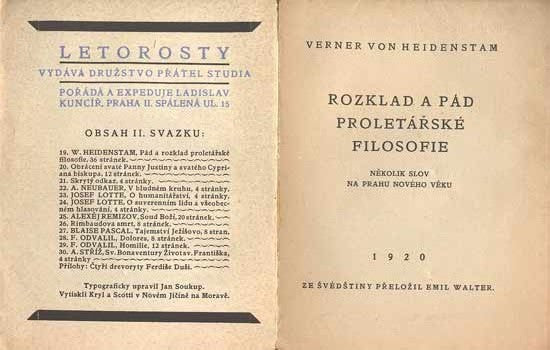 LETOROSTY
VYDÁVÁ DRUŽSTVO PŘÁTEL STUDIA
POŘÁDÁ A EXPEDUJE LADISLAV
KUNCÍŘ, PRAHA II. SPÁLENÁ UL. 15
OBSAH II. SVAZKU:
19. W. HEIDENSTAM, Pád a rozklad proletářské
filosofie, 36 stránek.
20. Obrácení svaté Panny Justiny a svatého Cypri-
ana biskupa, 12 stránek.
21. Skrytý odkaz, 4 stránky.
22. A. NEUBAUER, V bludném kruhu, 4 stránky.
23. JOSEF LOTTE, O humanitářství, 4 stránky.
24. JOSEF LOTTE, O suverenním lidu a všeobec-
ném hlasování, 4 stránky.
25. ALEXĚJ REMIZOV, Soud Boží, 20 stránek.
26. Rimbaudova smrt, 8 stránek.
27. BLAISE PASCAL, Tajemství Ježíšovo, 8 stran.
28. F. ODVALIL, Dolores, 8 stránek.
29. F. ODVALIL, Homilie, 12 stránek.
30. A. STŘÍŽ, Sv. Bonaventury Život sv. Františka,
4 stránky
Přílohy: Čtyři dřevoryty Ferdiše Duši.
Typograficky upravil Jan Soukup.
Vytiskli Kryl a Scotti v Novém Jičíně na Moravě.
VERNER VON HEIDENSTAM
ROZKLAD A PÁD
PROLETÁŘSKÉ
FILOSOFIE
NĚKOLIK SLOV
NA PRAHU NOVÉHO VĚKU
1920
ZE ŠVÉDŠTINY PŘELOŽIL EMIL WALTER.